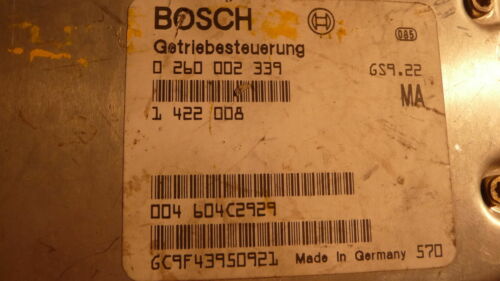 BOSCH 085
Getriebesteuerung
0 260 002 339 GS9.22
MA
1 422 008
004 604C2929
GC9F43950921 Made in Germany 570